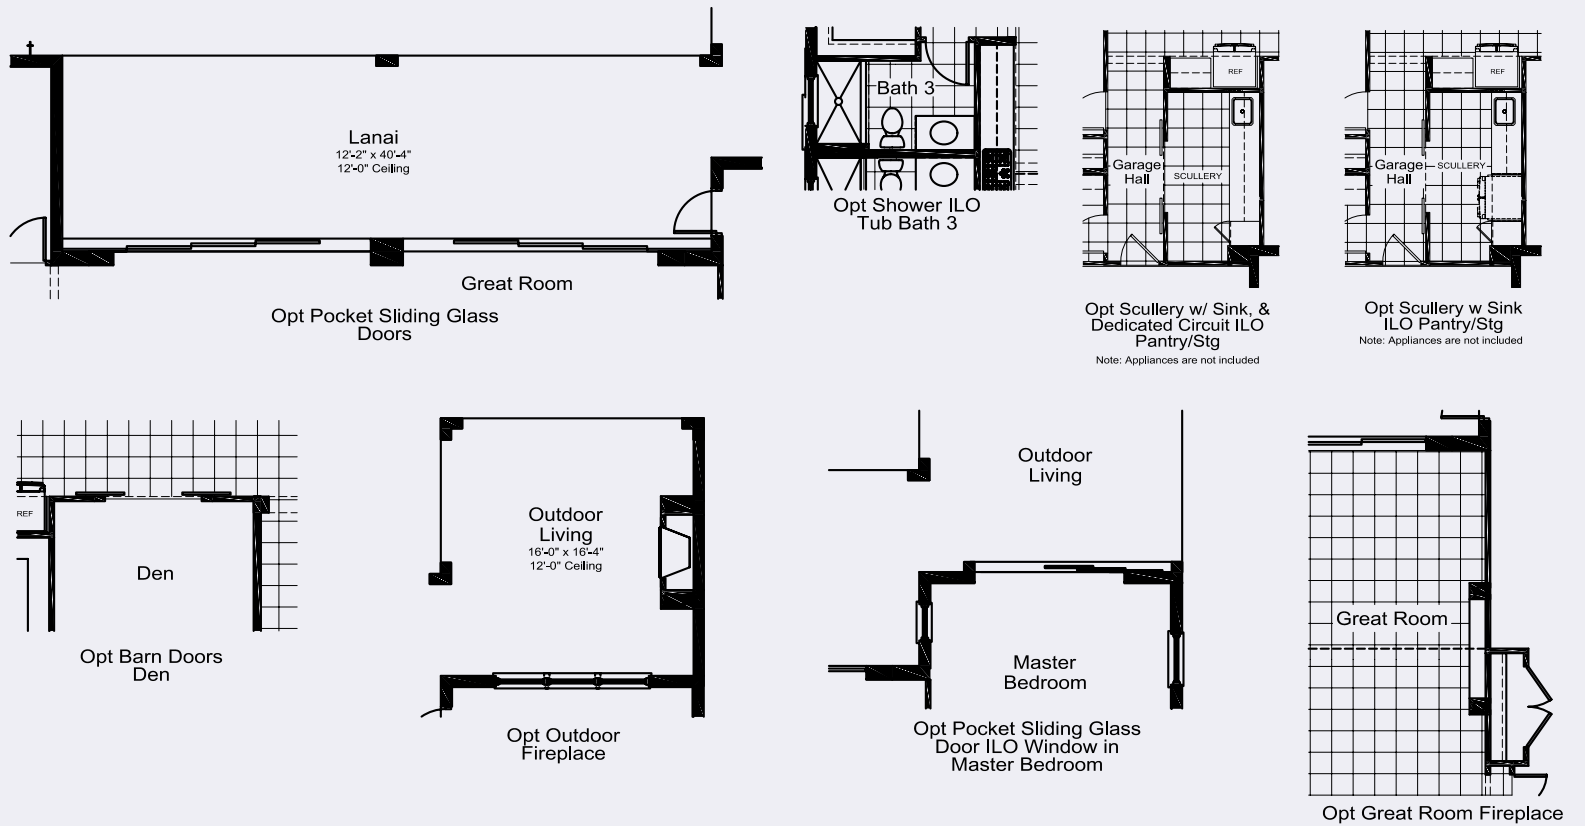 Lanai
12'-2" x 40'-4"
12'-0" Ceiling
Great Room
Opt Pocket Sliding Glass
Doors
Bath 3
Opt Shower ILO
Tub Bath 3
REF
Garage
Hall
SCULLERY
Opt Scullery w/ Sink, &
Dedicated Circuit ILO
Pantry/Stg
Note: Appliances are not included
REF
Garage
Hall
SCULLERY
Opt Scullery w Sink
ILO Pantry/Stg
Note: Appliances are not included
REF
Den
Opt Barn Doors
Den
Outdoor
Living
16'-0" x 16'-4"
12'-0" Ceiling
Opt Outdoor
Fireplace
Outdoor
Living
Master
Bedroom
Opt Pocket Sliding Glass
Door ILO Window in
Master Bedroom
Great Room
Opt Great Room Fireplace